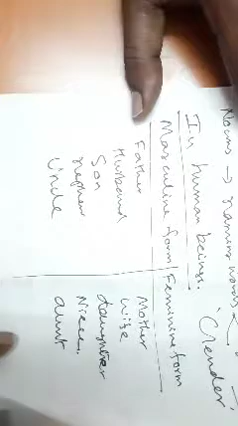 Nouns → naming words
Gender
In human beings.
Masculine form | Feminine form
Father Mother
Husband Wife
Son daughter
nephew Niece.
Uncle aunt